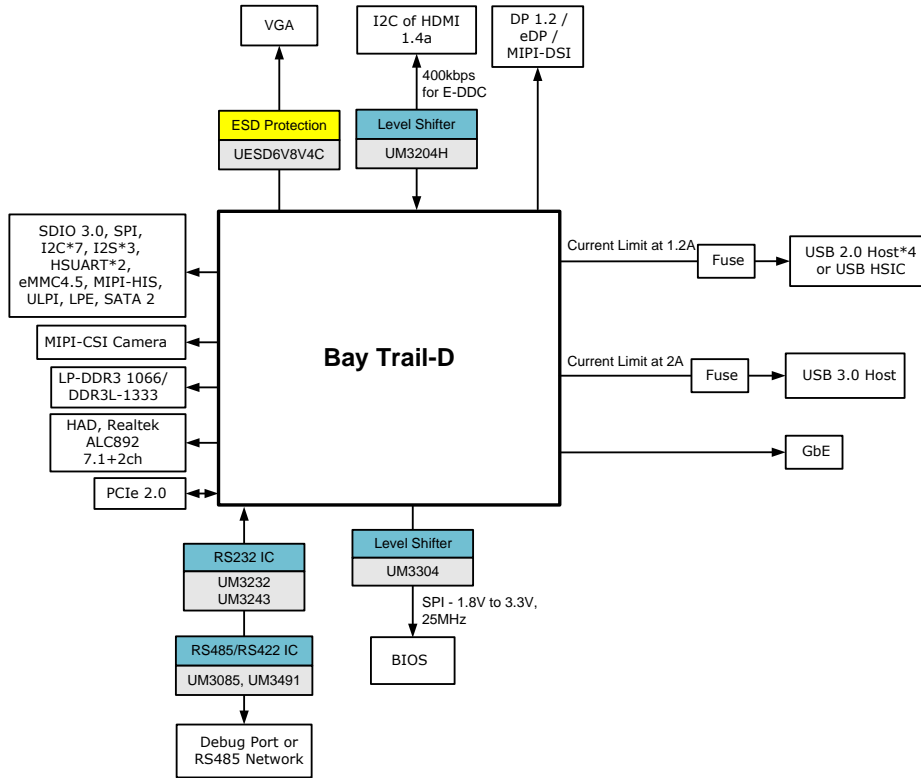 VGA
I2C of HDMI
1.4a
DP 1.2 /
eDP /
MIPI-DSI
400kbps
for E-DDC
ESD Protection
UESD6V8V4C
Level Shifter
UM3204H
SDIO 3.0, SPI,
I2C*7, I2S*3,
HSUART*2,
eMMC4.5, MIPI-HIS,
ULPI, LPE, SATA 2
MIPI-CSI Camera
LP-DDR3 1066/
DDR3L-1333
HAD, Realtek
ALC892
7.1+2ch
PCIe 2.0
Bay Trail-D
Current Limit at 1.2A
Fuse
USB 2.0 Host*4
or USB HSIC
Current Limit at 2A
Fuse
USB 3.0 Host
GbE
RS232 IC
UM3232
UM3243
RS485/RS422 IC
UM3085, UM3491
Debug Port or
RS485 Network
Level Shifter
UM3304
SPI - 1.8V to 3.3V,
25MHz
BIOS